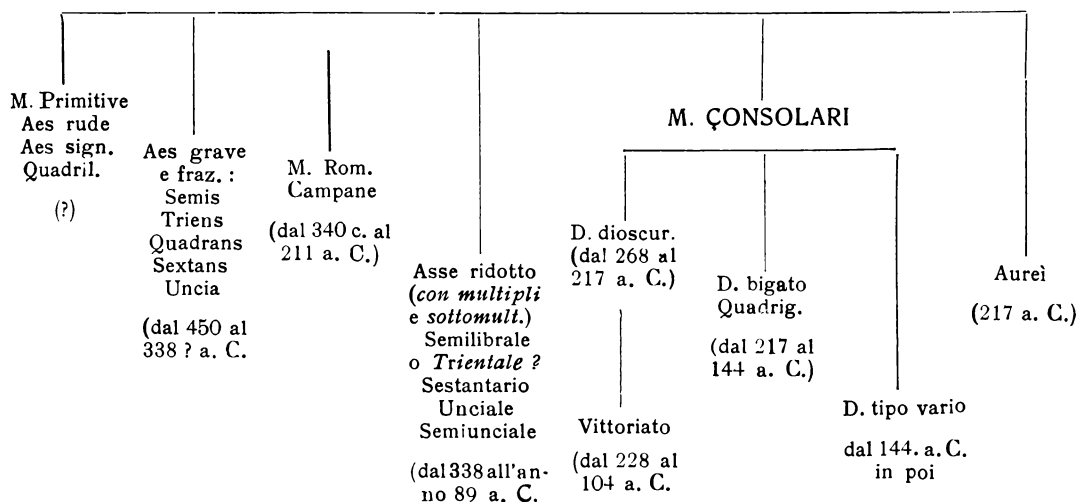 M. Primitive
Aes rude
Aes sign.
Quadril.
(?)
Aes grave
e fraz. :
Semis
Triens
Quadrans
Sextans
Uncia
(dal 450 al
338 ? a. C.
M. Rom.
Campane
(dal 340 c. al
211 a. C.)
Asse ridotto
(con multipli
e sottomult.)
Semilibrale
o Trientale ?
Sestantario
Unciale
Semiunciale
(dal 338 all'an-
no 89 a. C.
M. ÇONSOLARI
D. dioscur.
(dal 268 al
217 a. C.)
Vittoriato
(dal 228 al
104 a. C.)
D. bigato
Quadrig.
(dal 217 al
144 a. C.)
D. tipo vario
dal 144. a. C.
in poi
Aureì
(217 a. C.)